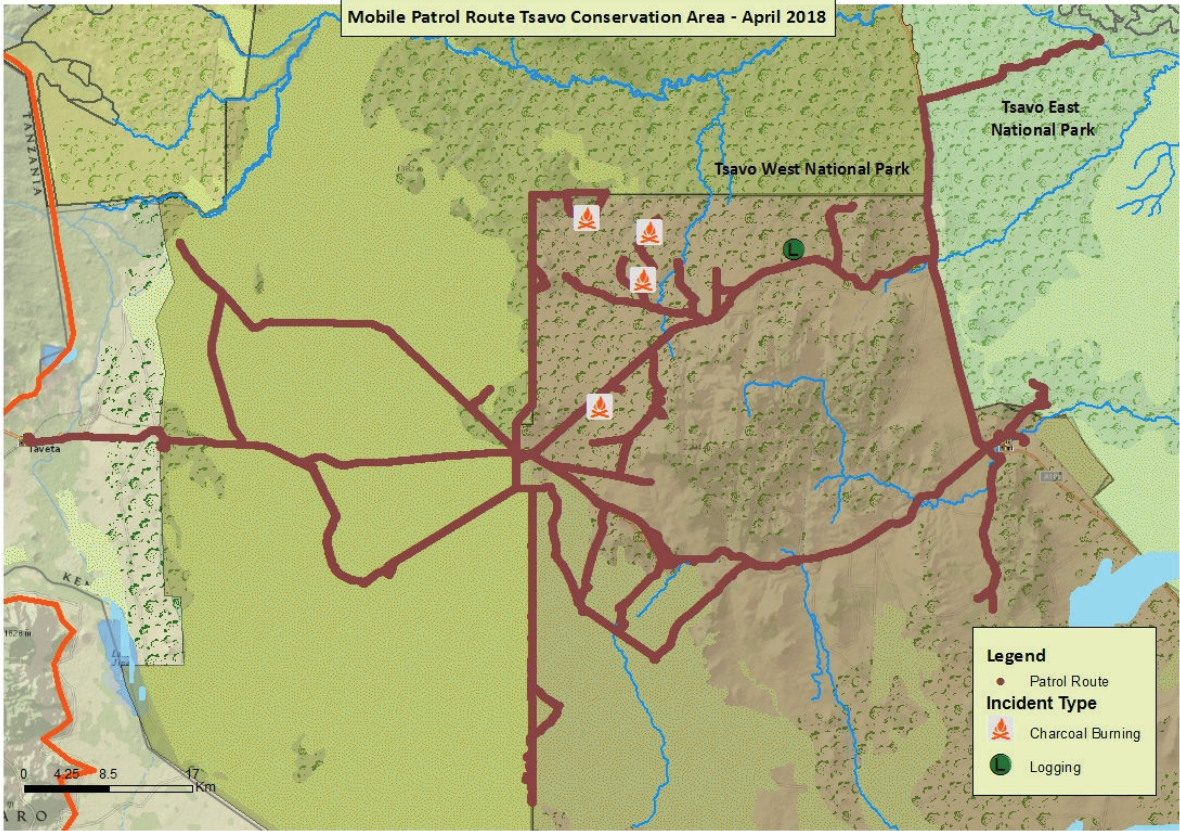 Mobile Patrol Route Tsavo Conservation Area - April 2018
TANZANIA
Tsavo East
National Park
Tsavo West National Park
Taveta
0 4.25 8.5 17
Km
Legend
Patrol Route
Incident Type
Charcoal Burning
L Logging
L